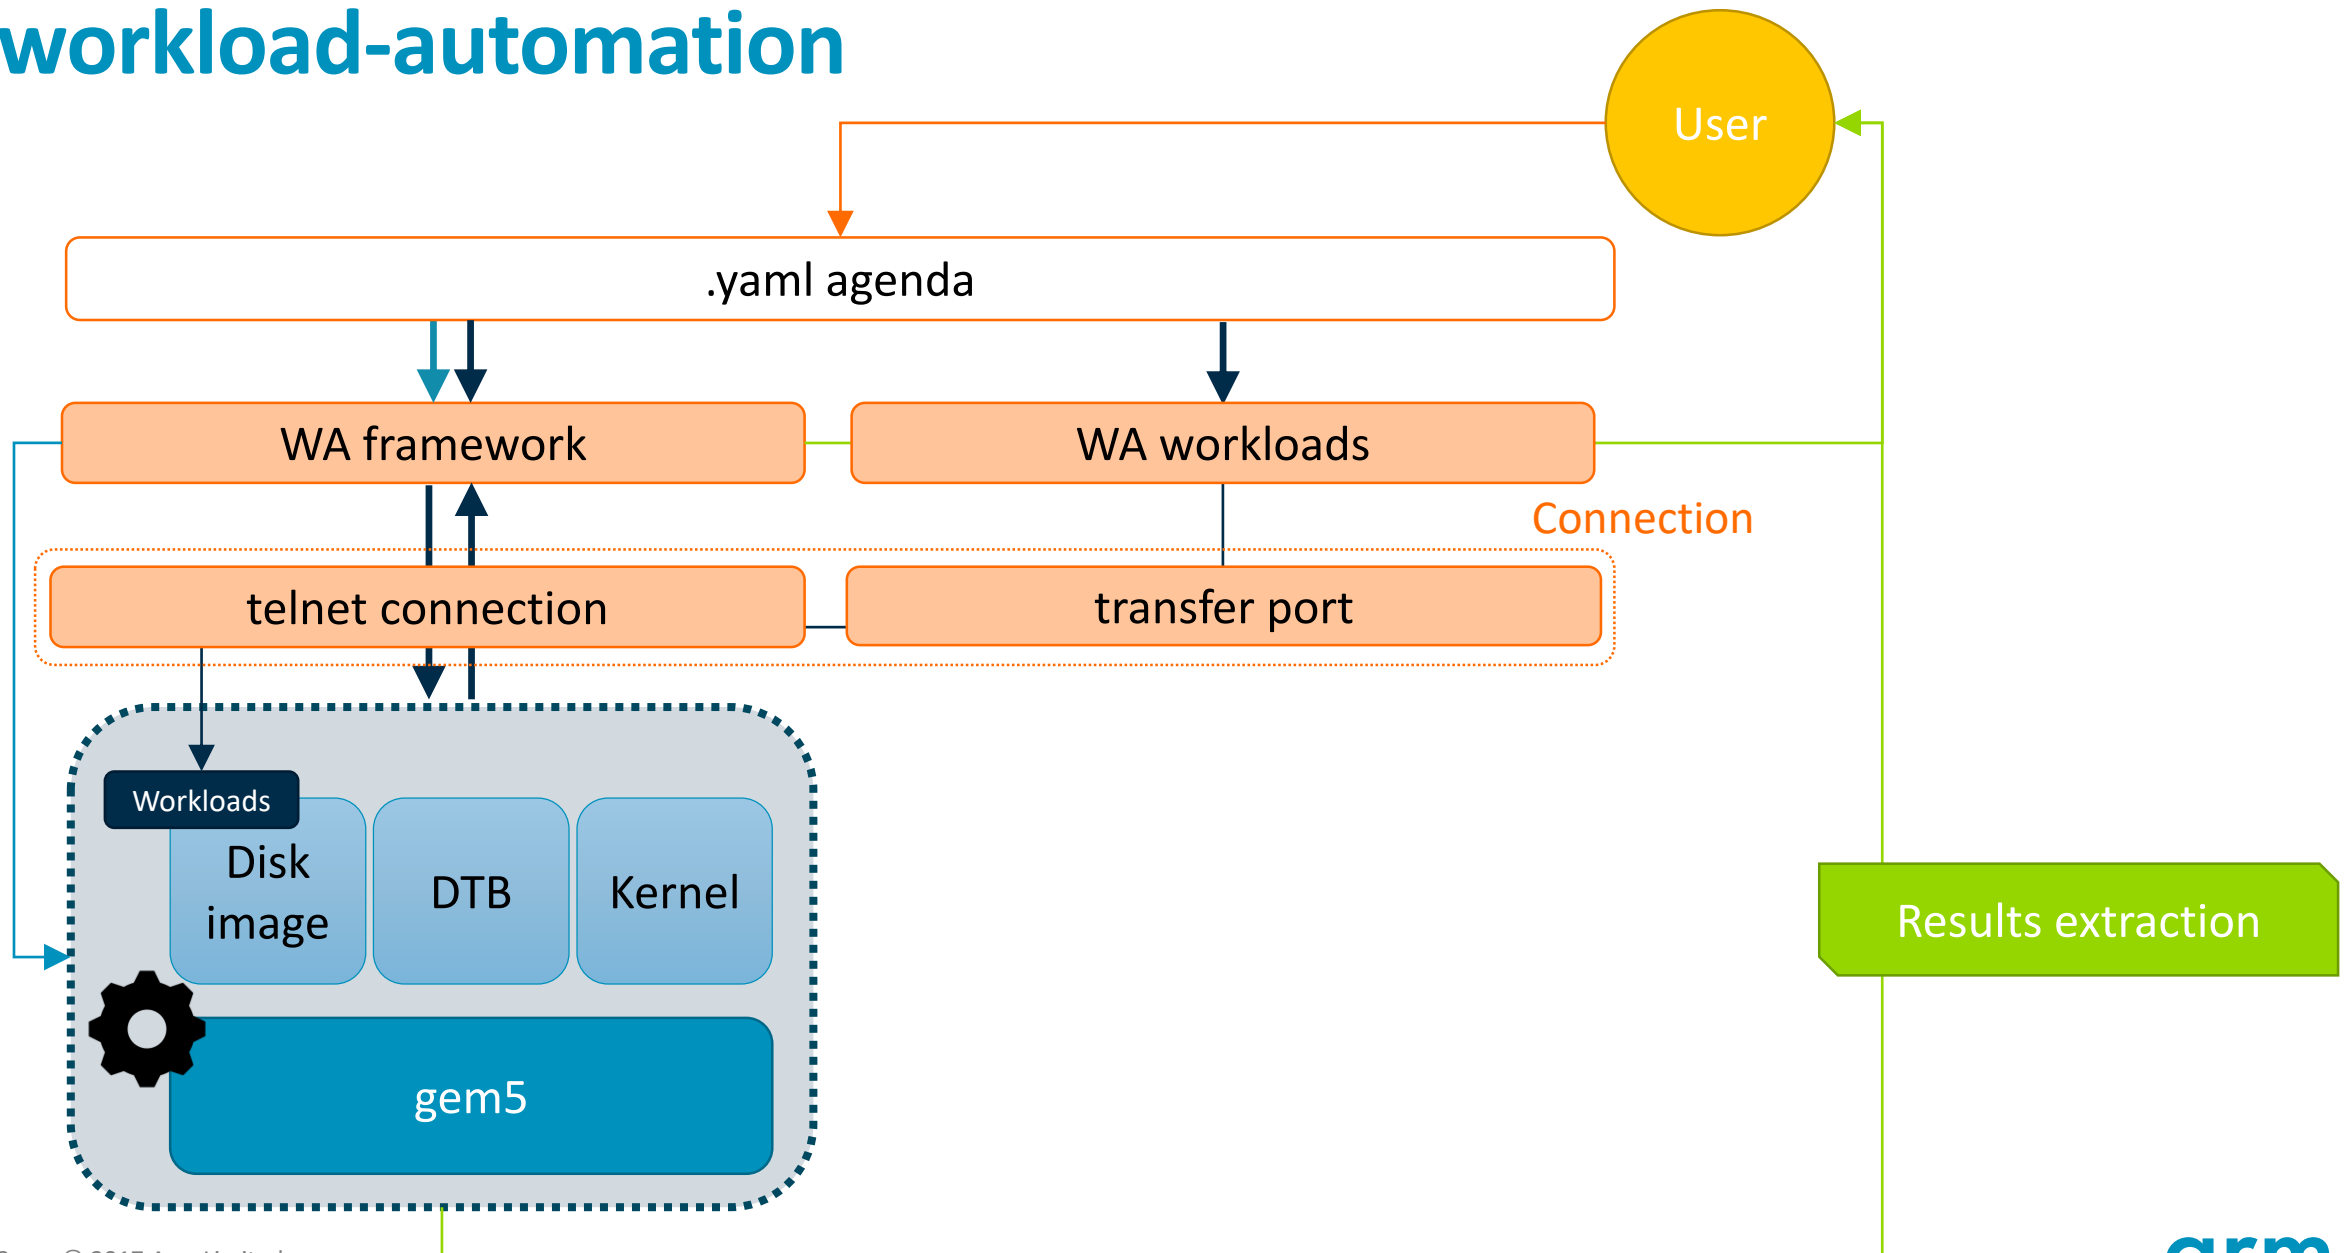 workload-automation
User
.yaml agenda
WA framework
WA workloads
Connection
telnet connection
transfer port
Workloads
Disk
image
DTB
Kernel
Results extraction
gem5
arm